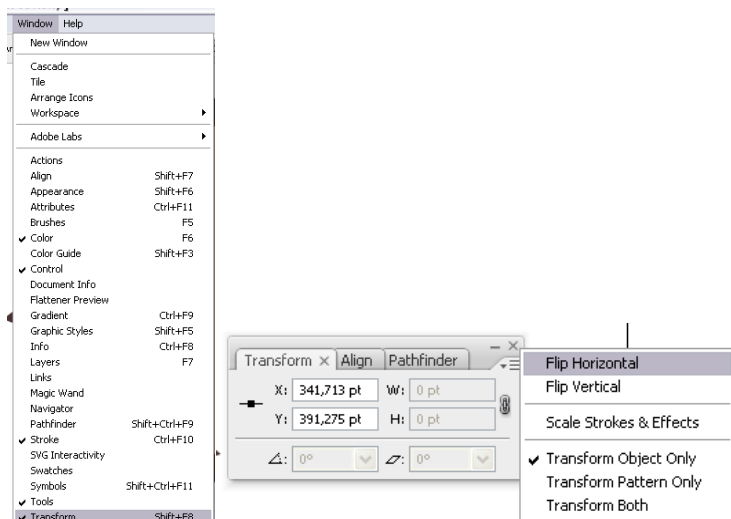 Window Help
New Window
Cascade
Tile
Arrange Icons
Workspace
Adobe Labs
Actions
Align Shift+F7
Appearance Shift+F6
Attributes Ctrl+F11
Brushes F5
Color F6
Color Guide Shift+F3
Control
Document Info
Flattener Preview
Gradient Ctrl+F9
Graphic Styles Shift+F5
Info Ctrl+F8
Layers F7
Links
Magic Wand
Navigator
Pathfinder Shift+Ctrl+F9
Stroke Ctrl+F10
SVG Interactivity
Swatches
Symbols Shift+Ctrl+F11
Tools
Transform Shift+F8
Transform Align Pathfinder
X: 341,713 pt W: 0 pt
Y: 391,275 pt H: 0 pt
0° 0°
Flip Horizontal
Flip Vertical
Scale Strokes & Effects
Transform Object Only
Transform Pattern Only
Transform Both